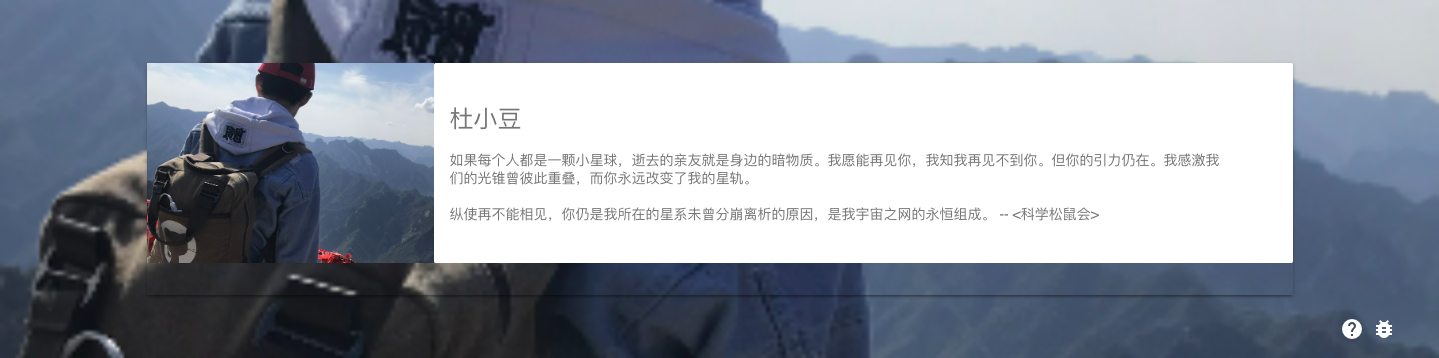 杜小豆
如果每个人都是一颗小星球，逝去的亲友就是身边的暗物质。我愿能再见你，我知我再见不到你。但你的引力仍在。我感激我
们的光锥曾彼此重叠，而你永远改变了我的星轨。
纵使再不能相见，你仍是我所在的星系未曾分崩离析的原因，是我宇宙之网的永恒组成。 -- <科学松鼠会>